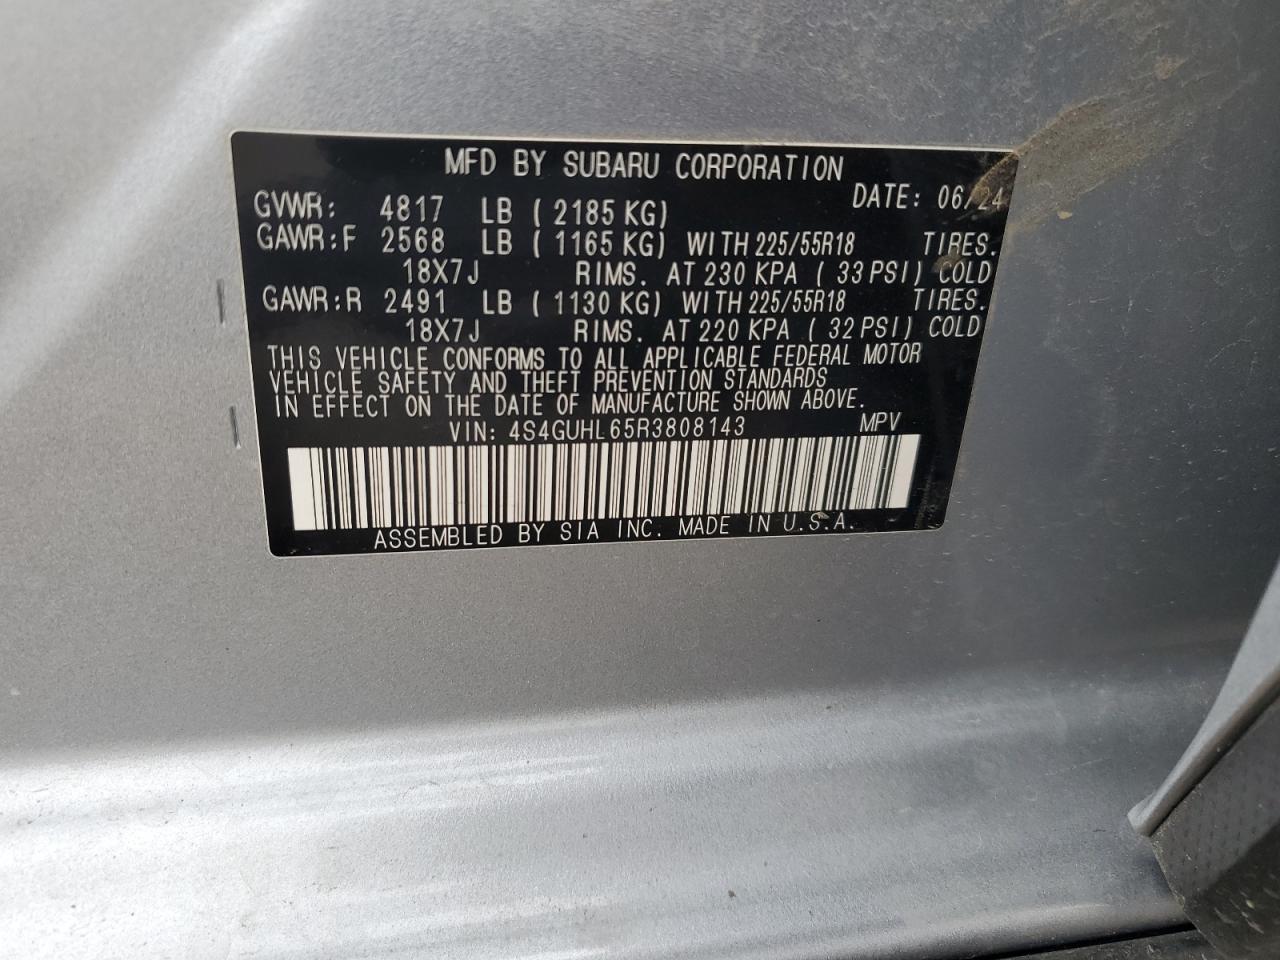 MFD BY SUBARU CORPORATION
DATE: 06/24
GVWR: 4817 LB ( 2185 KG)
GAWR:F 2568 LB ( 1165 KG) WITH 225/55R18 TIRES.
18X7J RIMS. AT 230 KPA ( 33 PSI) COLD
GAWR:R 2491 LB ( 1130 KG) WITH 225/55R18 TIRES.
18X7J RIMS. AT 220 KPA ( 32 PSI) COLD
THIS VEHICLE CONFORMS TO ALL APPLICABLE FEDERAL MOTOR
VEHICLE SAFETY AND THEFT PREVENTION STANDARDS
IN EFFECT ON THE DATE OF MANUFACTURE SHOWN ABOVE.
VIN: 4S4GUHL65R3808143 MPV
ASSEMBLED BY SIA INC. MADE IN U.S.A.